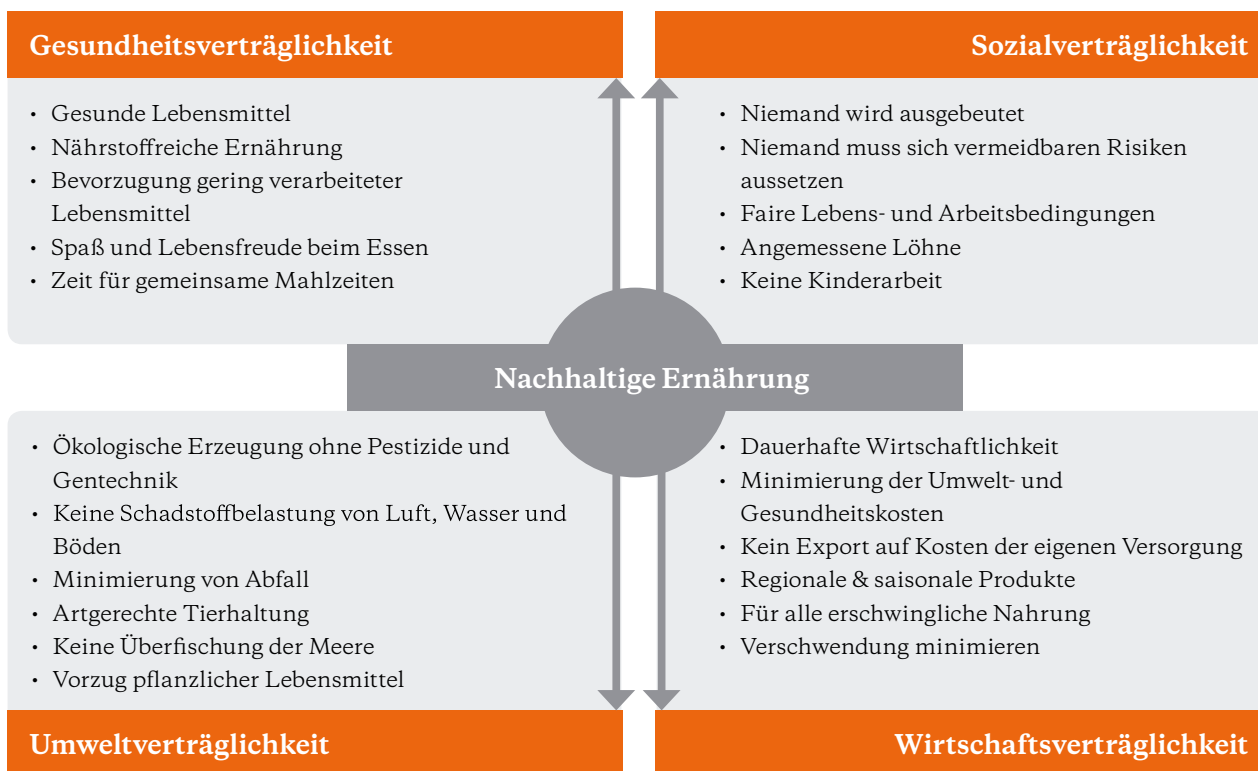 Gesundheitsverträglichkeit
• Gesunde Lebensmittel
• Nährstoffreiche Ernährung
• Bevorzugung gering verarbeiteter
Lebensmittel
• Spaß und Lebensfreude beim Essen
• Zeit für gemeinsame Mahlzeiten
Sozialverträglichkeit
• Niemand wird ausgebeutet
• Niemand muss sich vermeidbaren Risiken
aussetzen
• Faire Lebens- und Arbeitsbedingungen
• Angemessene Löhne
• Keine Kinderarbeit
Nachhaltige Ernährung
• Ökologische Erzeugung ohne Pestizide und
Gentechnik
• Keine Schadstoffbelastung von Luft, Wasser und
Böden
• Minimierung von Abfall
• Artgerechte Tierhaltung
• Keine Überfischung der Meere
• Vorzug pflanzlicher Lebensmittel
Umweltverträglichkeit
• Dauerhafte Wirtschaftlichkeit
• Minimierung der Umwelt- und
Gesundheitskosten
• Kein Export auf Kosten der eigenen Versorgung
• Regionale & saisonale Produkte
• Für alle erschwingliche Nahrung
• Verschwendung minimieren
Wirtschaftsverträglichkeit